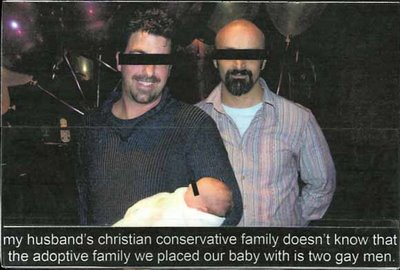 my husband's christian conservative family doesn't know that
the adoptive family we placed our baby with is two gay men.